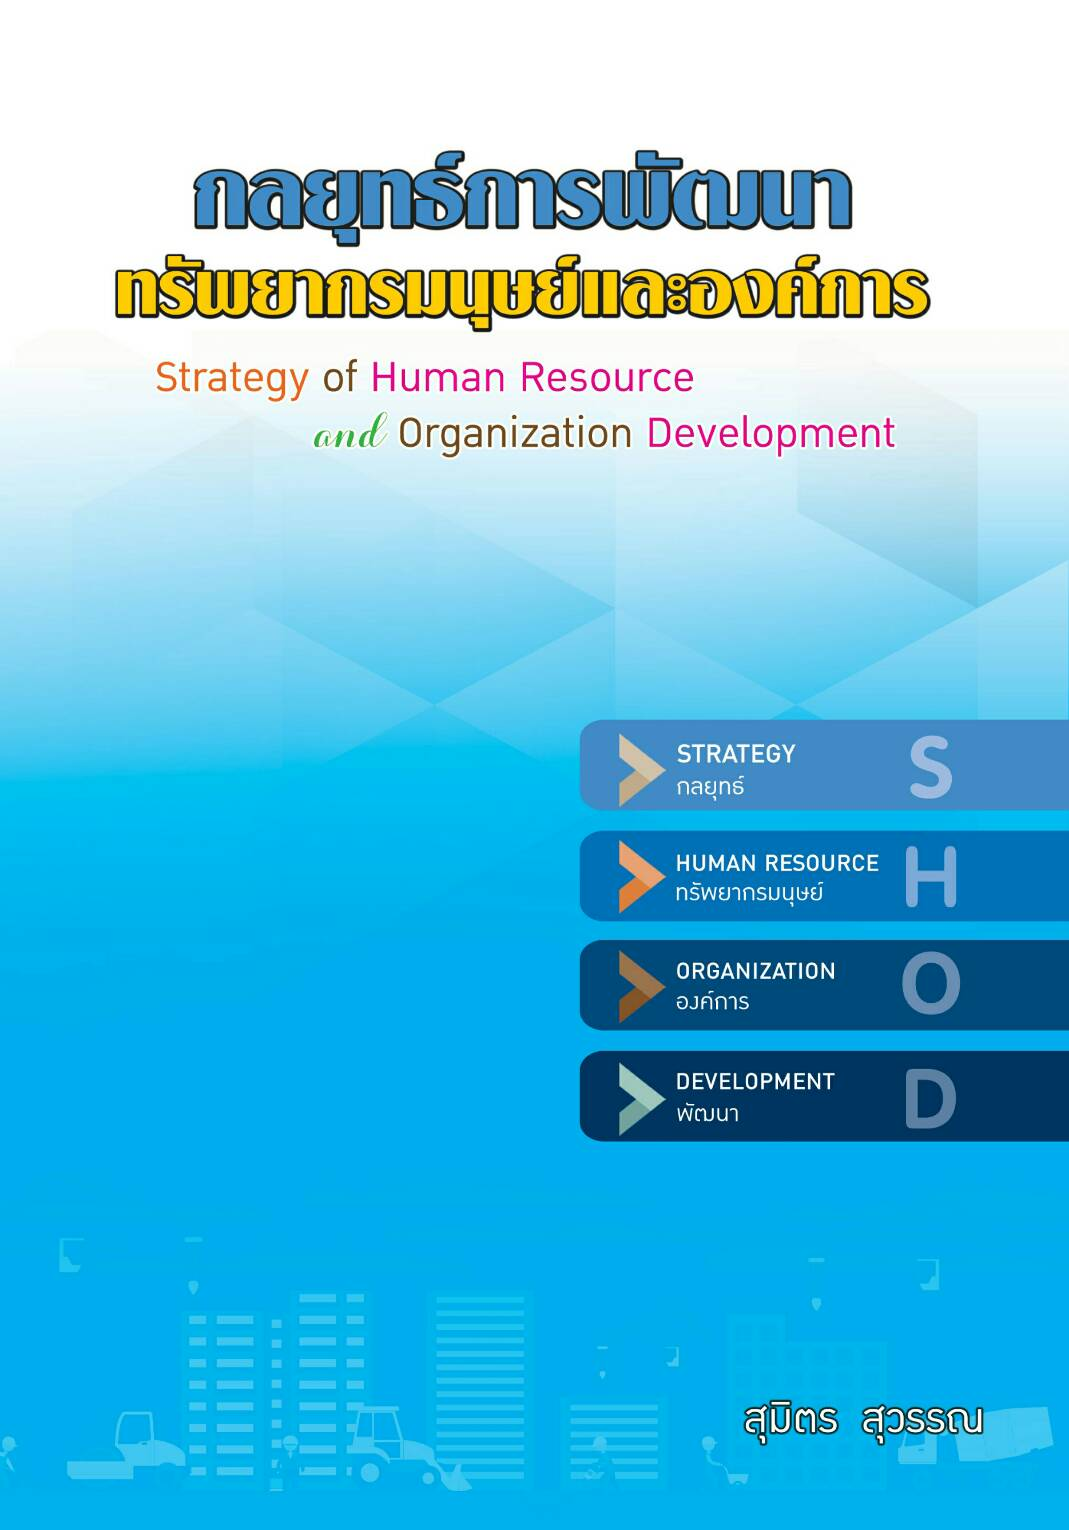 กลยุทธ์การพัฒนา
ทรัพยากรมนุษย์และองค์การ
Strategy of Human Resource
and Organization Development
STRATEGY
กลยุทธ์
S
HUMAN RESOURCE
ทรัพยากรมนุษย์
H
ORGANIZATION
องค์การ
O
DEVELOPMENT
พัฒนา
D
สุมิตร สุวรรณ